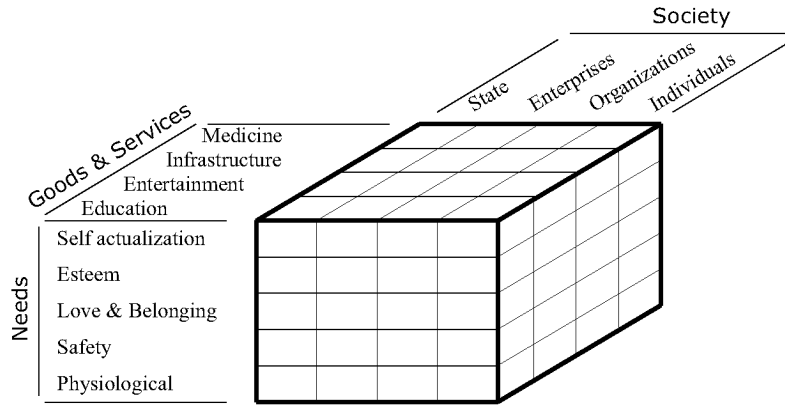 Society
State
Enterprises
Organizations
Individuals
Goods & Services
Medicine
Infrastructure
Entertainment
Education
Needs
Self actualization
Esteem
Love & Belonging
Safety
Physiological